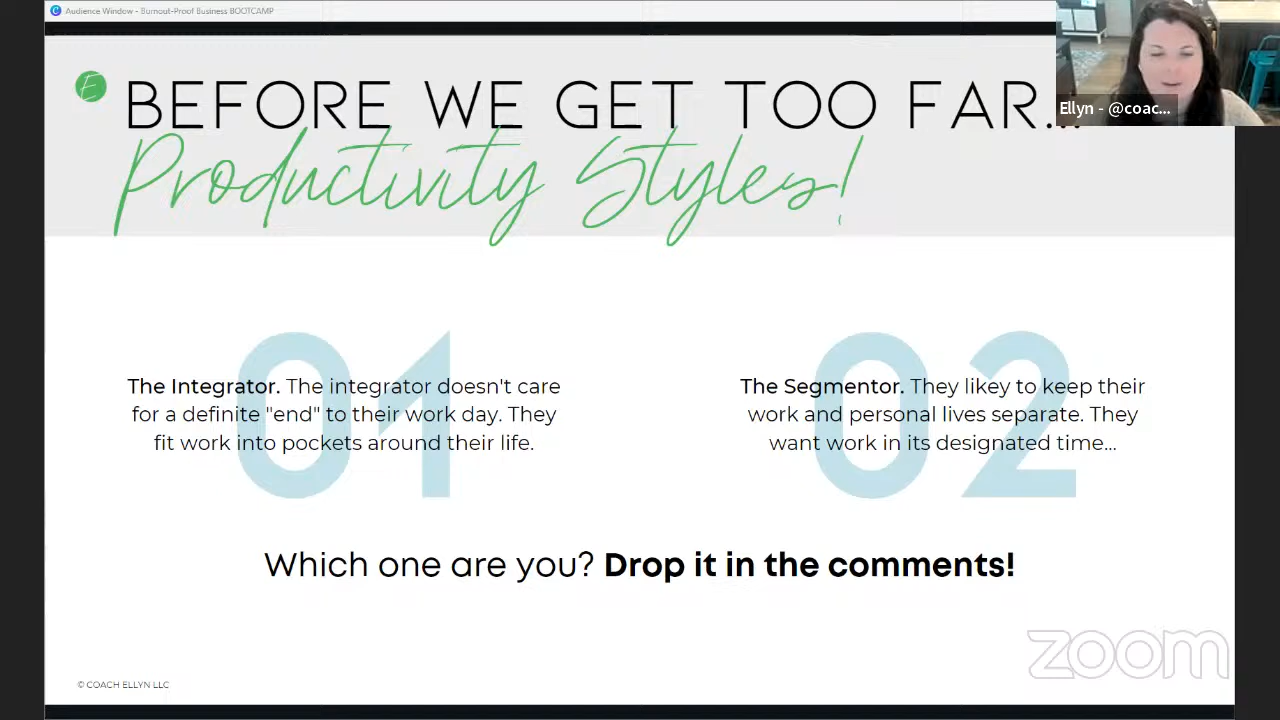 Audience Window - Burnout-Proof Business BOOTCAMP
E
BEFORE WE GET TOO FAR...
Productivity Styles!
Ellyn - @coac...
01
The Integrator. The integrator doesn't care
for a definite "end" to their work day. They
fit work into pockets around their life.
02
The Segmentor. They likey to keep their
work and personal lives separate. They
want work in its designated time...
Which one are you? Drop it in the comments!
zoom
© COACH ELLYN LLC